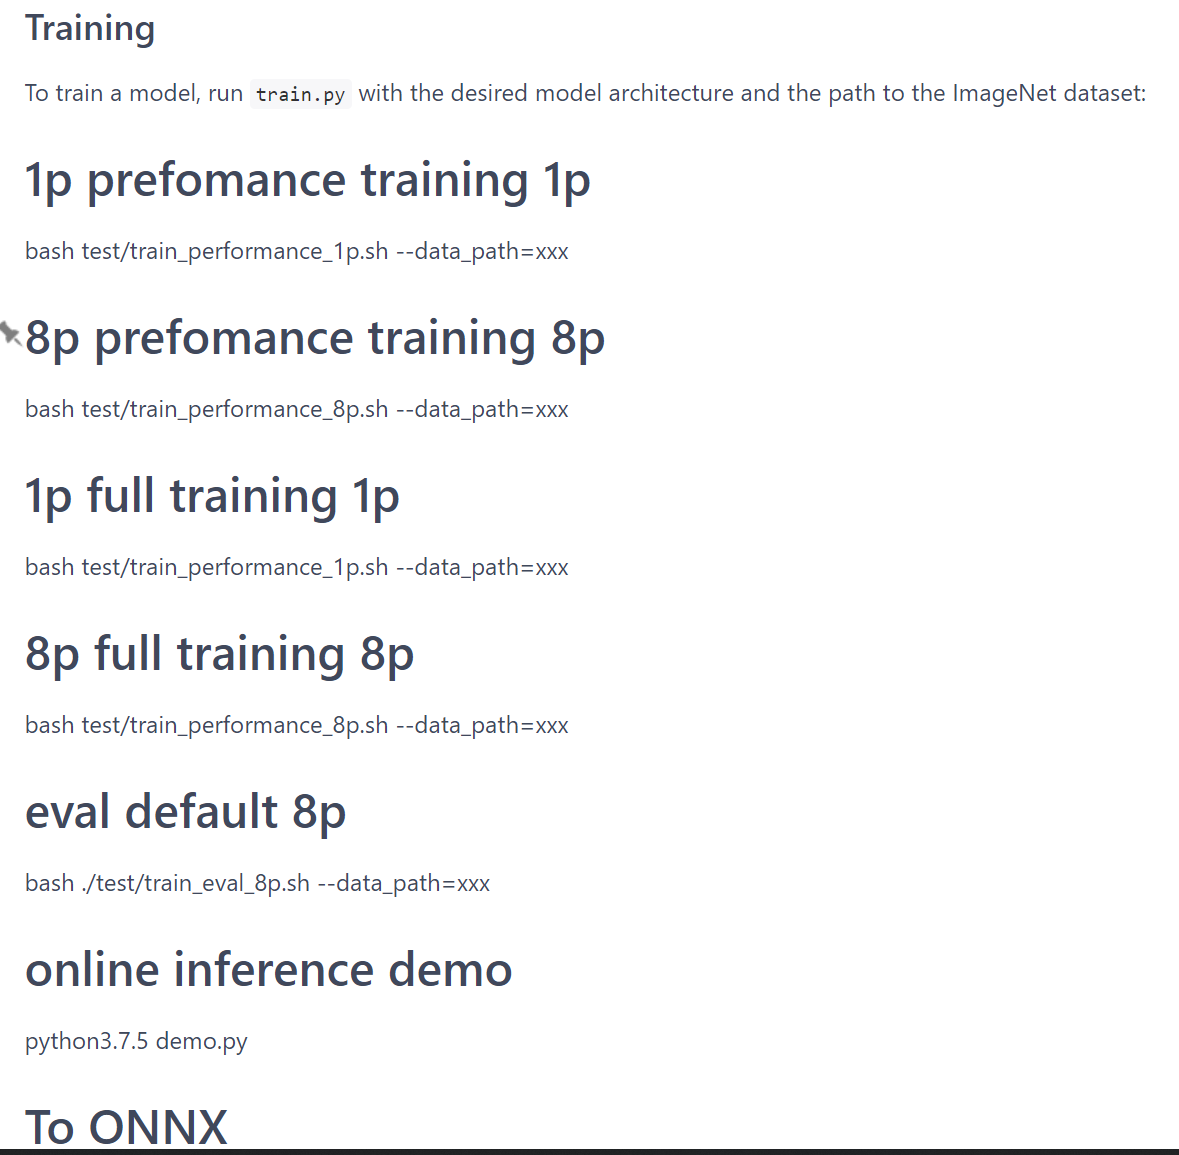 Training
To train a model, run train.py with the desired model architecture and the path to the ImageNet dataset:
1p prefomance training 1p
bash test/train_performance_1p.sh --data_path=xxx
8p prefomance training 8p
bash test/train_performance_8p.sh --data_path=xxx
1p full training 1p
bash test/train_performance_1p.sh --data_path=xxx
8p full training 8p
bash test/train_performance_8p.sh --data_path=xxx
eval default 8p
bash ./test/train_eval_8p.sh --data_path=xxx
online inference demo
python3.7.5 demo.py
To ONNX